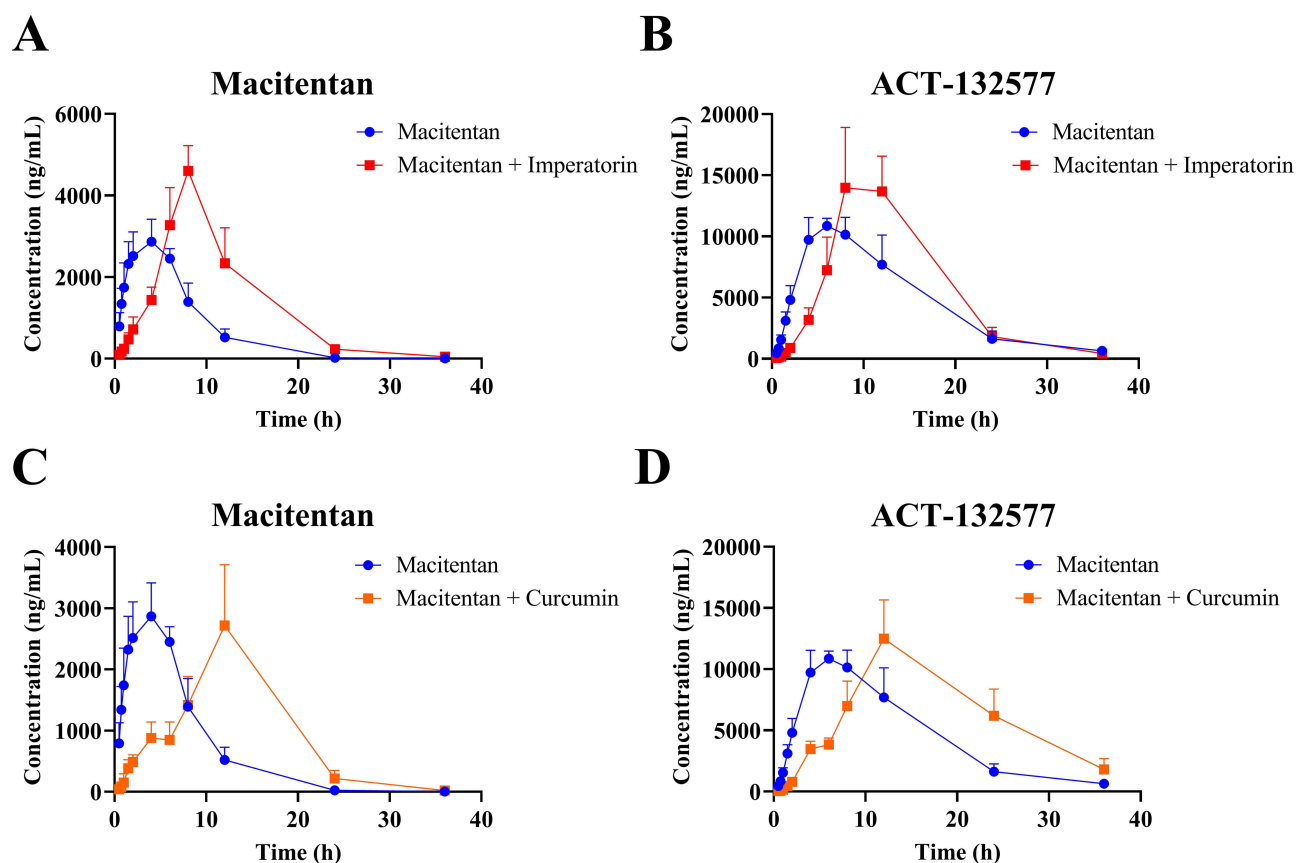 A
Macitentan
Macitentan
Macitentan + Imperatorin
Concentration (ng/mL)
6000
4000
2000
0
0 10 20 30 40
Time (h)
B
ACT-132577
Macitentan
Macitentan + Imperatorin
Concentration (ng/mL)
20000
15000
10000
5000
0
0 10 20 30 40
Time (h)
C
Macitentan
Macitentan
Macitentan + Curcumin
Concentration (ng/mL)
4000
3000
2000
1000
0
0 10 20 30 40
Time (h)
D
ACT-132577
Macitentan
Macitentan + Curcumin
Concentration (ng/mL)
20000
15000
10000
5000
0
0 10 20 30 40
Time (h)